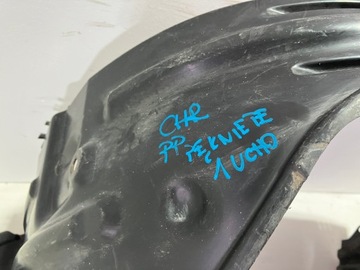 CHR
PP PĘKNIĘTE
1 UCHO